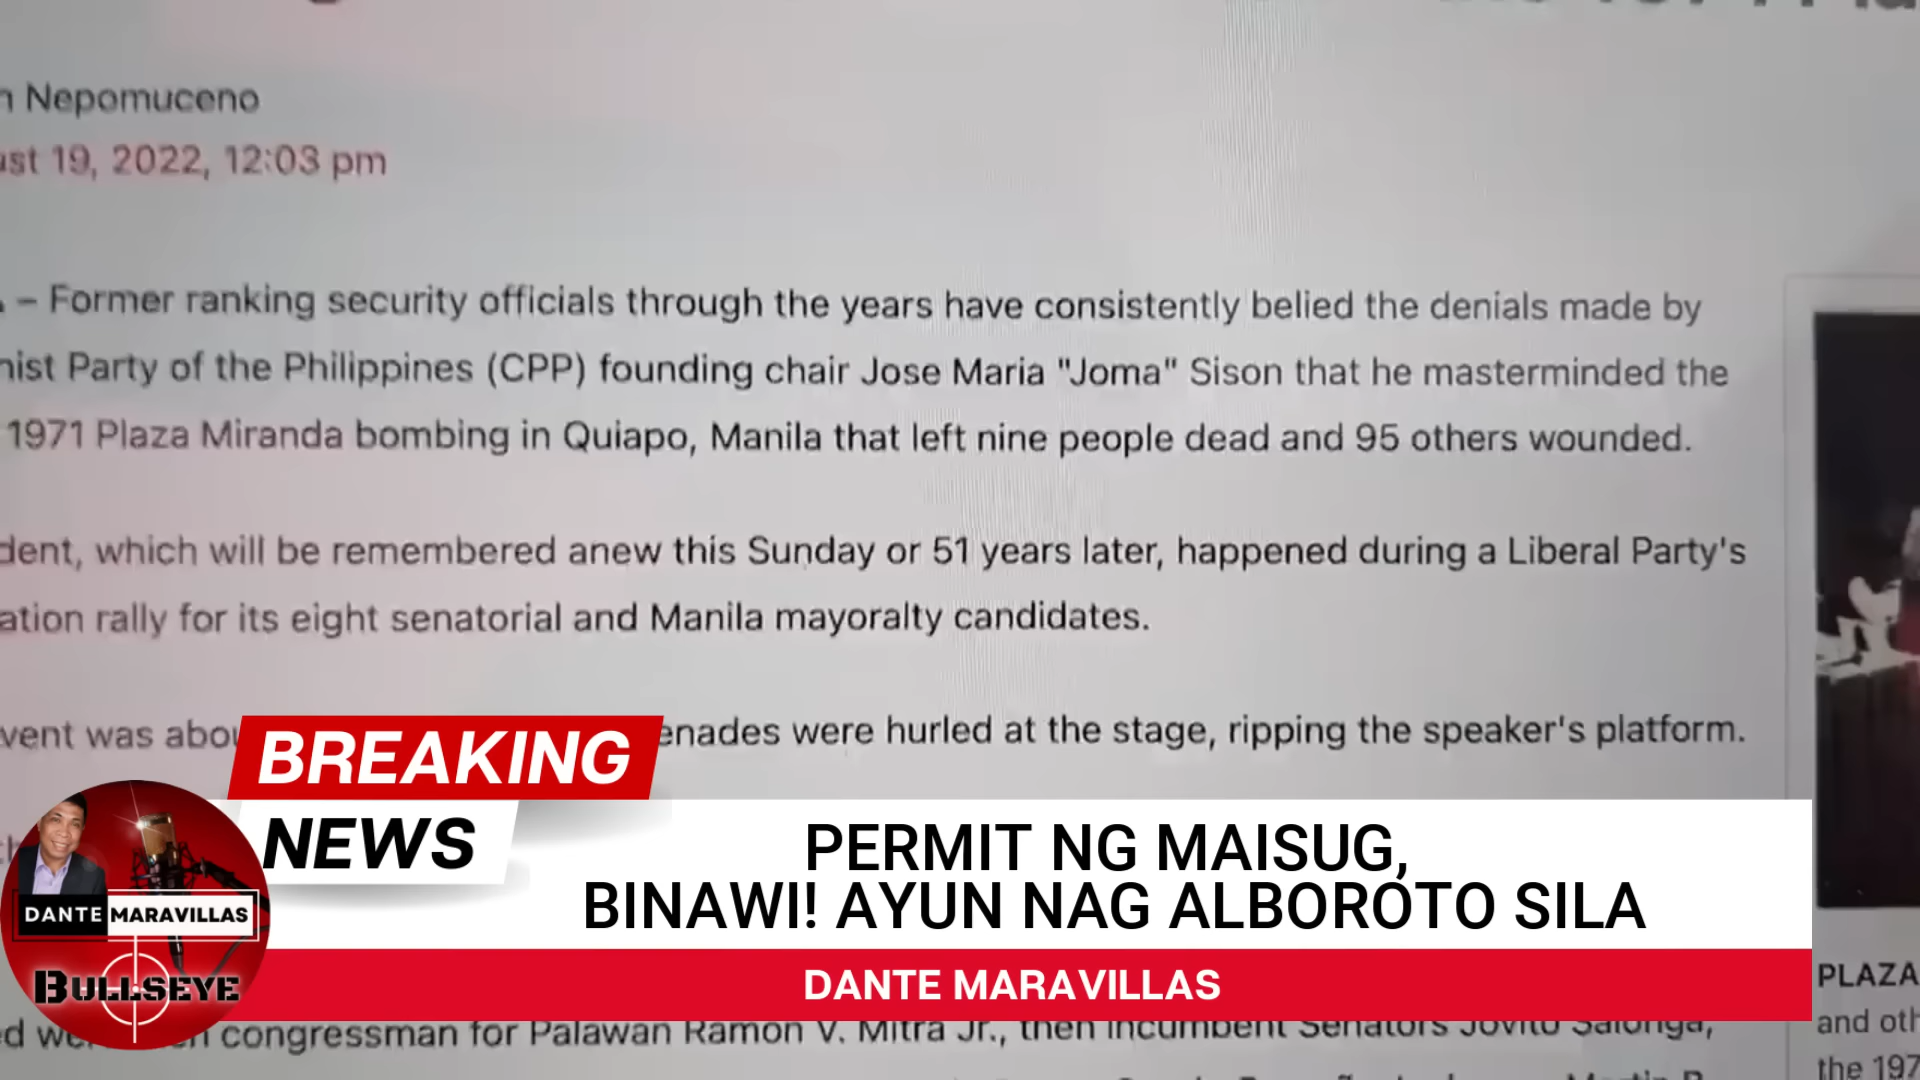 n Nepomuceno
ust 19, 2022, 12:03 pm
– Former ranking security officials through the years have consistently belied the denials made by
nist Party of the Philippines (CPP) founding chair Jose Maria "Joma" Sison that he masterminded the
1971 Plaza Miranda bombing in Quiapo, Manila that left nine people dead and 95 others wounded.
dent, which will be remembered anew this Sunday or 51 years later, happened during a Liberal Party's
ation rally for its eight senatorial and Manila mayoralty candidates.
vent was abou
enades were hurled at the stage, ripping the speaker's platform.
BREAKING
NEWS
PERMIT NG MAISUG,
BINAWI! AYUN NAG ALBOROTO SILA
DANTE MARAVILLAS
BULLSEYE
DANTE MARAVILLAS
congressman for Palawan Ramon V. Mitra Jr., then incumbent Senators Jovito Salonga,
PLAZA
and oth
the 197